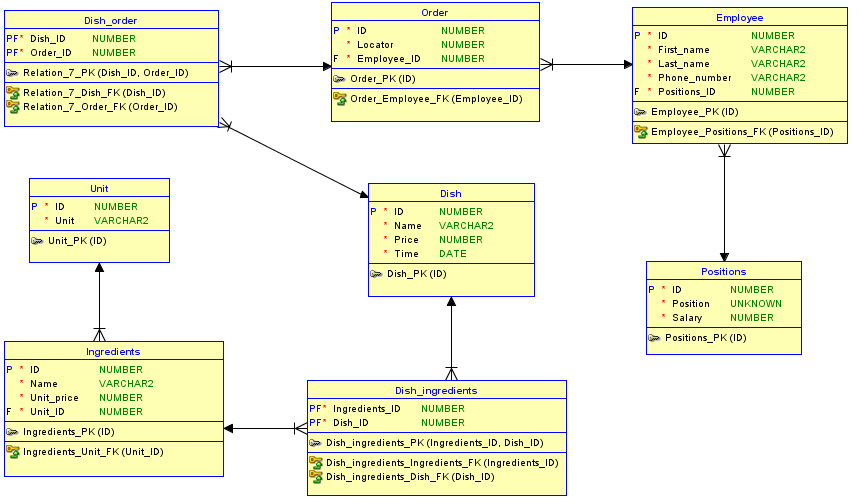 Dish_order
PF* Dish_ID NUMBER
PF* Order_ID NUMBER
Relation_7_PK (Dish_ID, Order_ID)
Relation_7_Dish_FK (Dish_ID)
Relation_7_Order_FK (Order_ID)
Order
P * ID NUMBER
* Locator NUMBER
F * Employee_ID NUMBER
Order_PK (ID)
Order_Employee_FK (Employee_ID)
Employee
P * ID NUMBER
* First_name VARCHAR2
* Last_name VARCHAR2
* Phone_number VARCHAR2
F * Positions_ID NUMBER
Employee_PK (ID)
Employee_Positions_FK (Positions_ID)
Unit
P * ID NUMBER
* Unit VARCHAR2
Unit_PK (ID)
Dish
P * ID NUMBER
* Name VARCHAR2
* Price NUMBER
* Time DATE
Dish_PK (ID)
Positions
P * ID NUMBER
* Position UNKNOWN
* Salary NUMBER
Positions_PK (ID)
Ingredients
P * ID NUMBER
* Name VARCHAR2
* Unit_price NUMBER
F * Unit_ID NUMBER
Ingredients_PK (ID)
Ingredients_Unit_FK (Unit_ID)
Dish_ingredients
PF* Ingredients_ID NUMBER
PF* Dish_ID NUMBER
Dish_ingredients_PK (Ingredients_ID, Dish_ID)
Dish_ingredients_Ingredients_FK (Ingredients_ID)
Dish_ingredients_Dish_FK (Dish_ID)